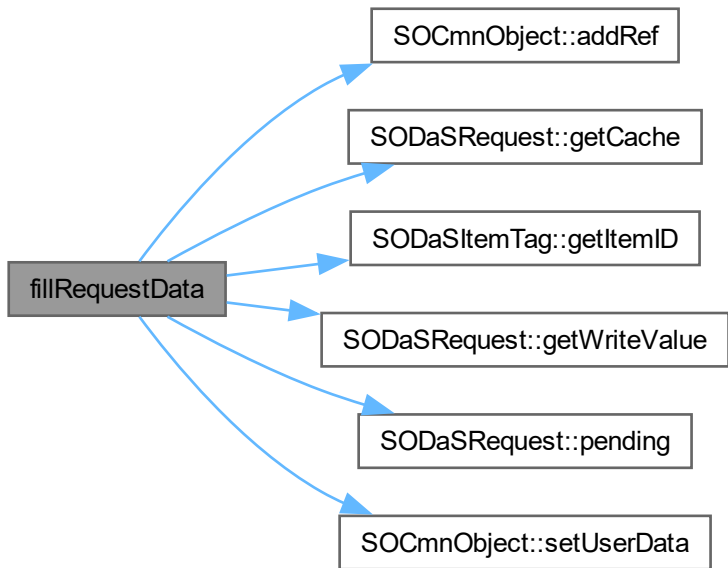 SOCmnObject::addRef
SODaSRequest::getCache
SODaSItemTag::getItemID
fillRequestData
SODaSRequest::getWriteValue
SODaSRequest::pending
SOCmnObject::setUserData